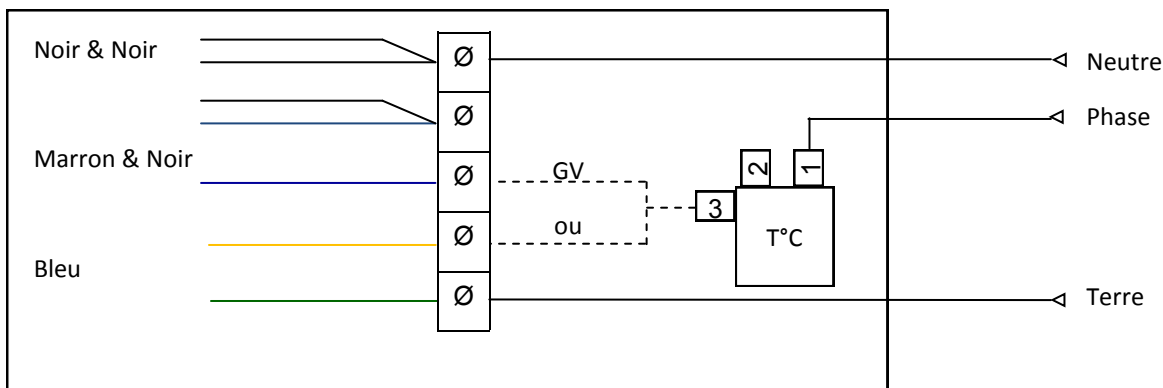 Noir & Noir
Ø
Neutre
Ø
Phase
Marron & Noir
Ø
GV
2
1
3
Ø
ou
T°C
Bleu
Ø
Terre